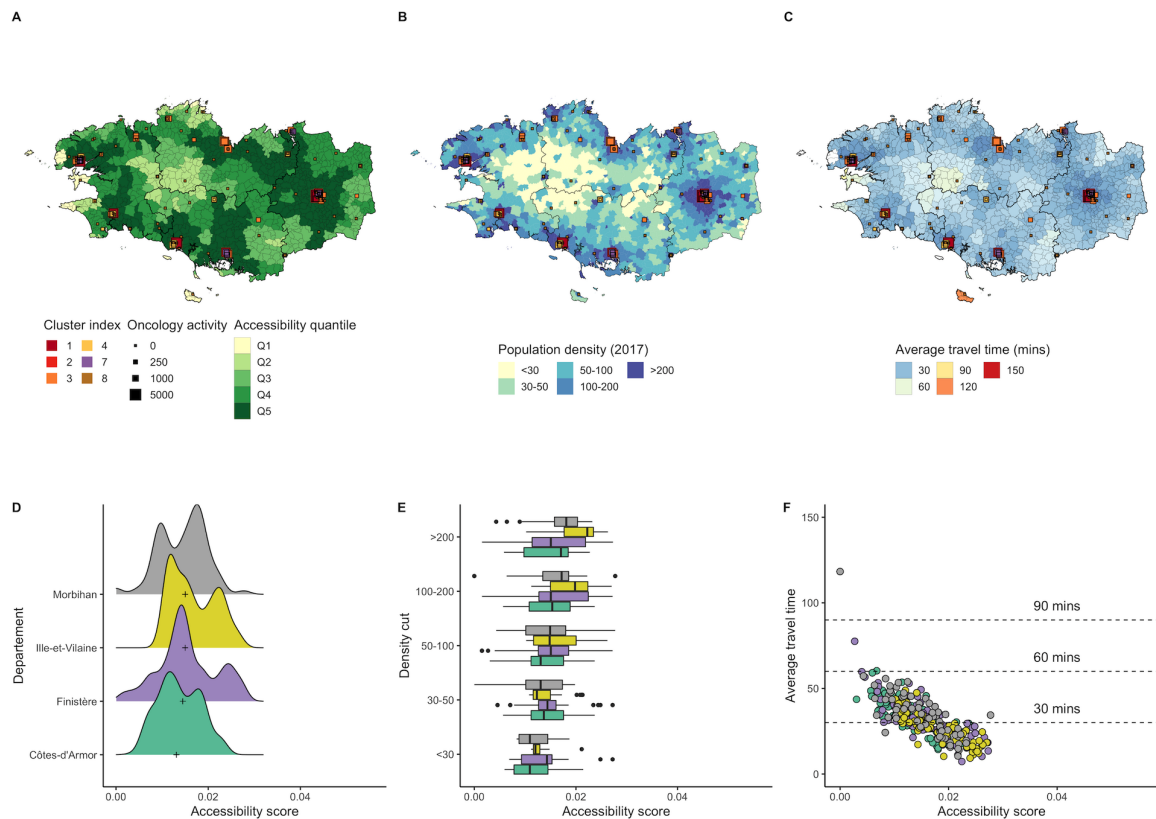 A
B
C
Cluster index
Oncology activity
Accessibility quantile
1
4
2
7
3
8
0
250
1000
5000
Q1
Q2
Q3
Q4
Q5
Population density (2017)
<30
50-100
>200
30-50
100-200
Average travel time (mins)
30
90
150
60
120
D
Departement
Morbihan
Ille-et-Vilaine
Finistère
Côtes-d'Armor
0.00
0.02
0.04
Accessibility score
E
Density cut
>200
100-200
50-100
30-50
<30
0.00
0.02
0.04
Accessibility score
F
Average travel time
150
100
50
0
90 mins
60 mins
30 mins
0.00
0.02
0.04
Accessibility score